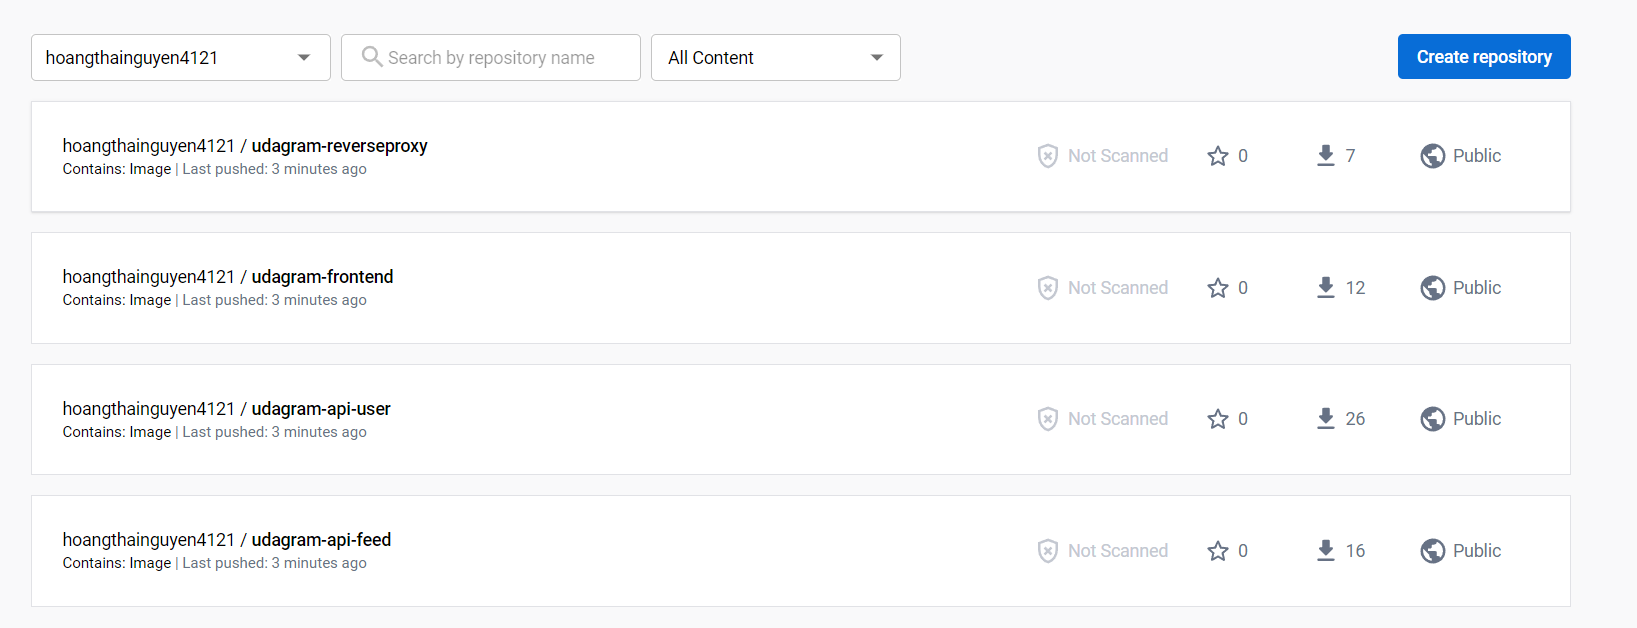 hoangthainguyen4121
Search by repository name
All Content
Create repository
hoangthainguyen4121 / udagram-reverseproxy
Contains: Image | Last pushed: 3 minutes ago
Not Scanned
0
7
Public
hoangthainguyen4121 / udagram-frontend
Contains: Image | Last pushed: 3 minutes ago
Not Scanned
0
12
Public
hoangthainguyen4121 / udagram-api-user
Contains: Image | Last pushed: 3 minutes ago
Not Scanned
0
26
Public
hoangthainguyen4121 / udagram-api-feed
Contains: Image | Last pushed: 3 minutes ago
Not Scanned
0
16
Public